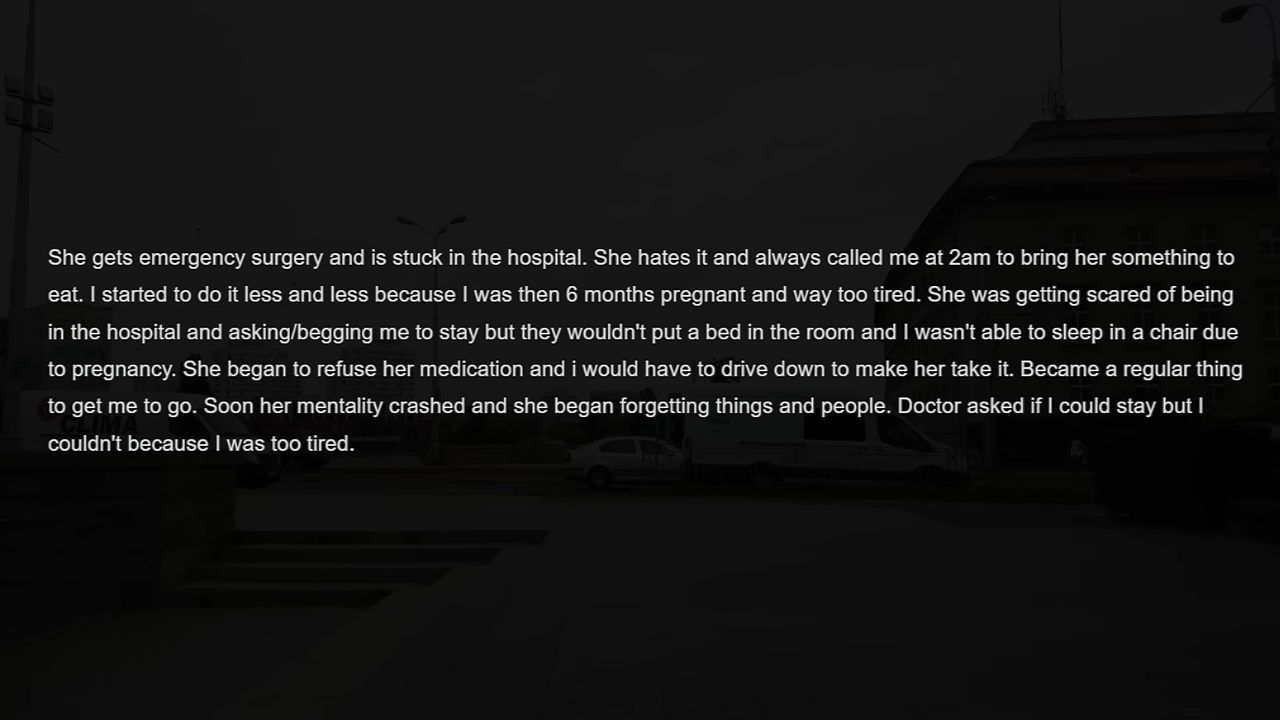 She gets emergency surgery and is stuck in the hospital. She hates it and always called me at 2am to bring her something to
eat. I started to do it less and less because I was then 6 months pregnant and way too tired. She was getting scared of being
in the hospital and asking/begging me to stay but they wouldn't put a bed in the room and I wasn't able to sleep in a chair due
to pregnancy. She began to refuse her medication and i would have to drive down to make her take it. Became a regular thing
to get me to go. Soon her mentality crashed and she began forgetting things and people. Doctor asked if I could stay but I
couldn't because I was too tired.
CLIMA